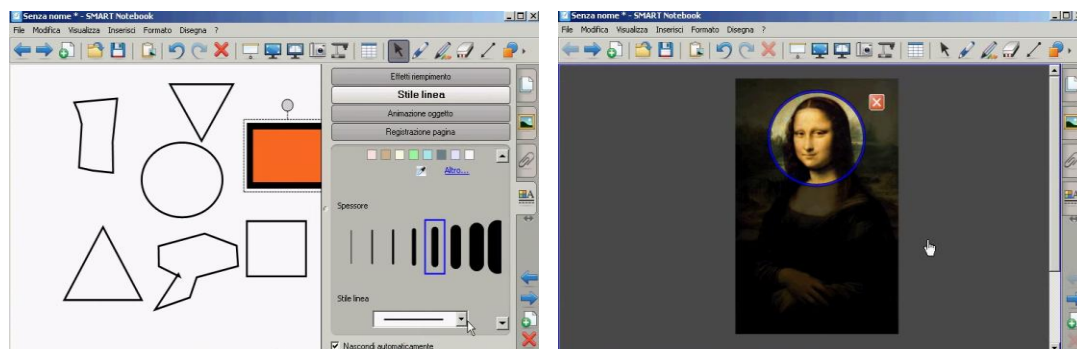 Senza nome * - SMART Notebook
File Modifica Visualizza Inserisci Formato Disegna ?
Effetti riempimento
Stile linea
Animazione oggetto
Registrazione pagina
Altro...
Spessore
Stile linea
Nascondi automaticamente
Senza nome * - SMART Notebook
File Modifica Visualizza Inserisci Formato Disegna ?